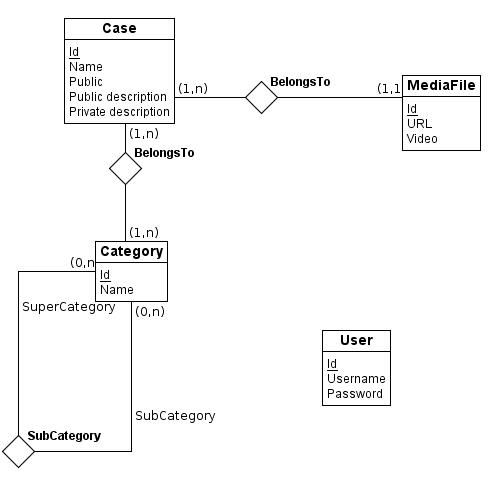 Case
Id
Name
Public
Public description
Private description
(1,n)
BelongsTo
(1,1
MediaFile
Id
URL
Video
(1,n)
BelongsTo
(1,n)
Category
Id
Name
(0,n
SuperCategory
(0,n)
SubCategory
SubCategory
User
Id
Username
Password